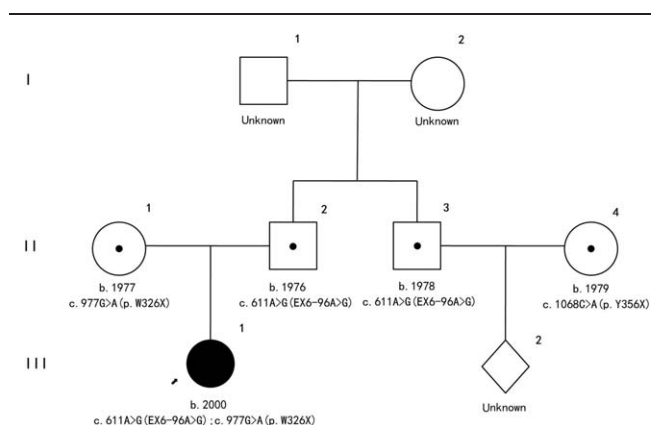 1 2
I
Unknown Unknown
1 2 3 4
II
b. 1977 b. 1976 b. 1978 b. 1979
c. 977G>A(p. W326X) c. 611A>G(EX6-96A>G) c. 611A>G(EX6-96A>G) c. 1068C>A(p. Y356X)
1 2
III
b. 2000 Unknown
c. 611A>G(EX6-96A>G);c. 977G>A(p. W326X)